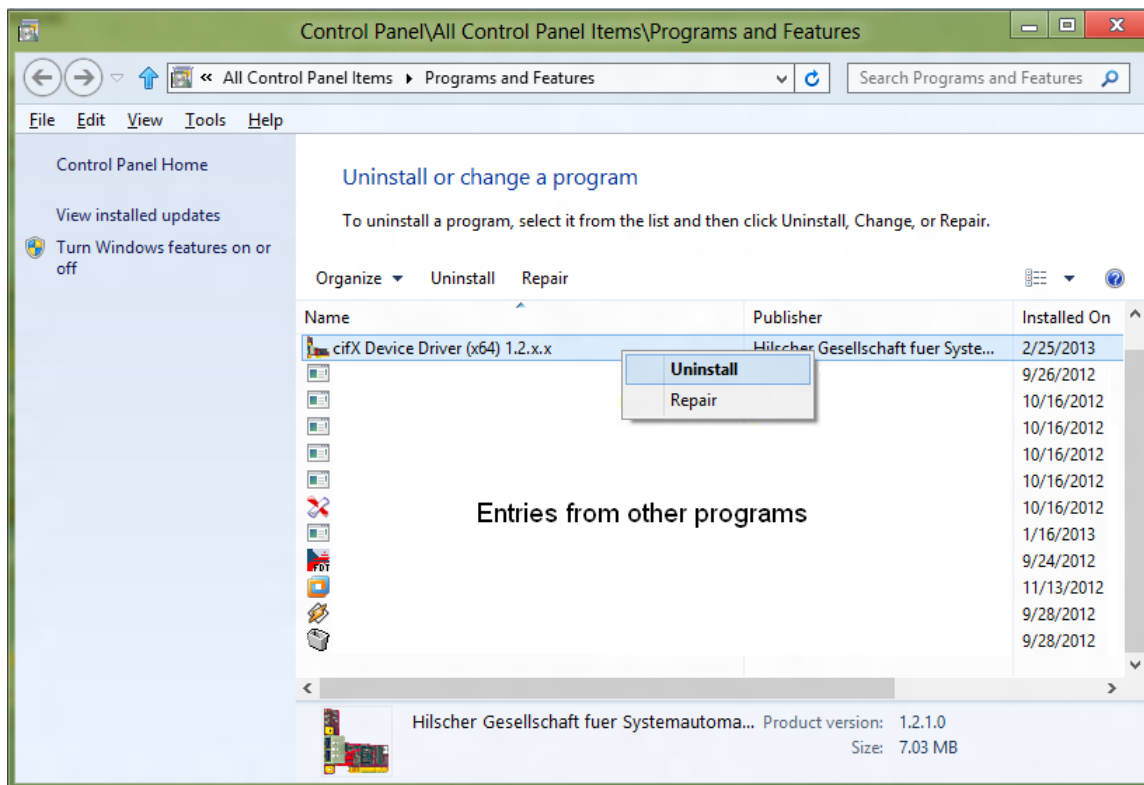 Control Panel\All Control Panel Items\Programs and Features
« All Control Panel Items ▸ Programs and Features
Search Programs and Features
File Edit View Tools Help
Control Panel Home
View installed updates
Turn Windows features on or
off
Uninstall or change a program
To uninstall a program, select it from the list and then click Uninstall, Change, or Repair.
Organize Uninstall Repair
Name Publisher Installed On
cifX Device Driver (x64) 1.2.x.x Hilscher Gesellschaft fuer Syste... 2/25/2013
Uninstall
Repair
9/26/2012
10/16/2012
10/16/2012
10/16/2012
10/16/2012
10/16/2012
Entries from other programs
1/16/2013
FDT 9/24/2012
11/13/2012
9/28/2012
9/28/2012
Hilscher Gesellschaft fuer Systemautoma... Product version: 1.2.1.0
Size: 7.03 MB